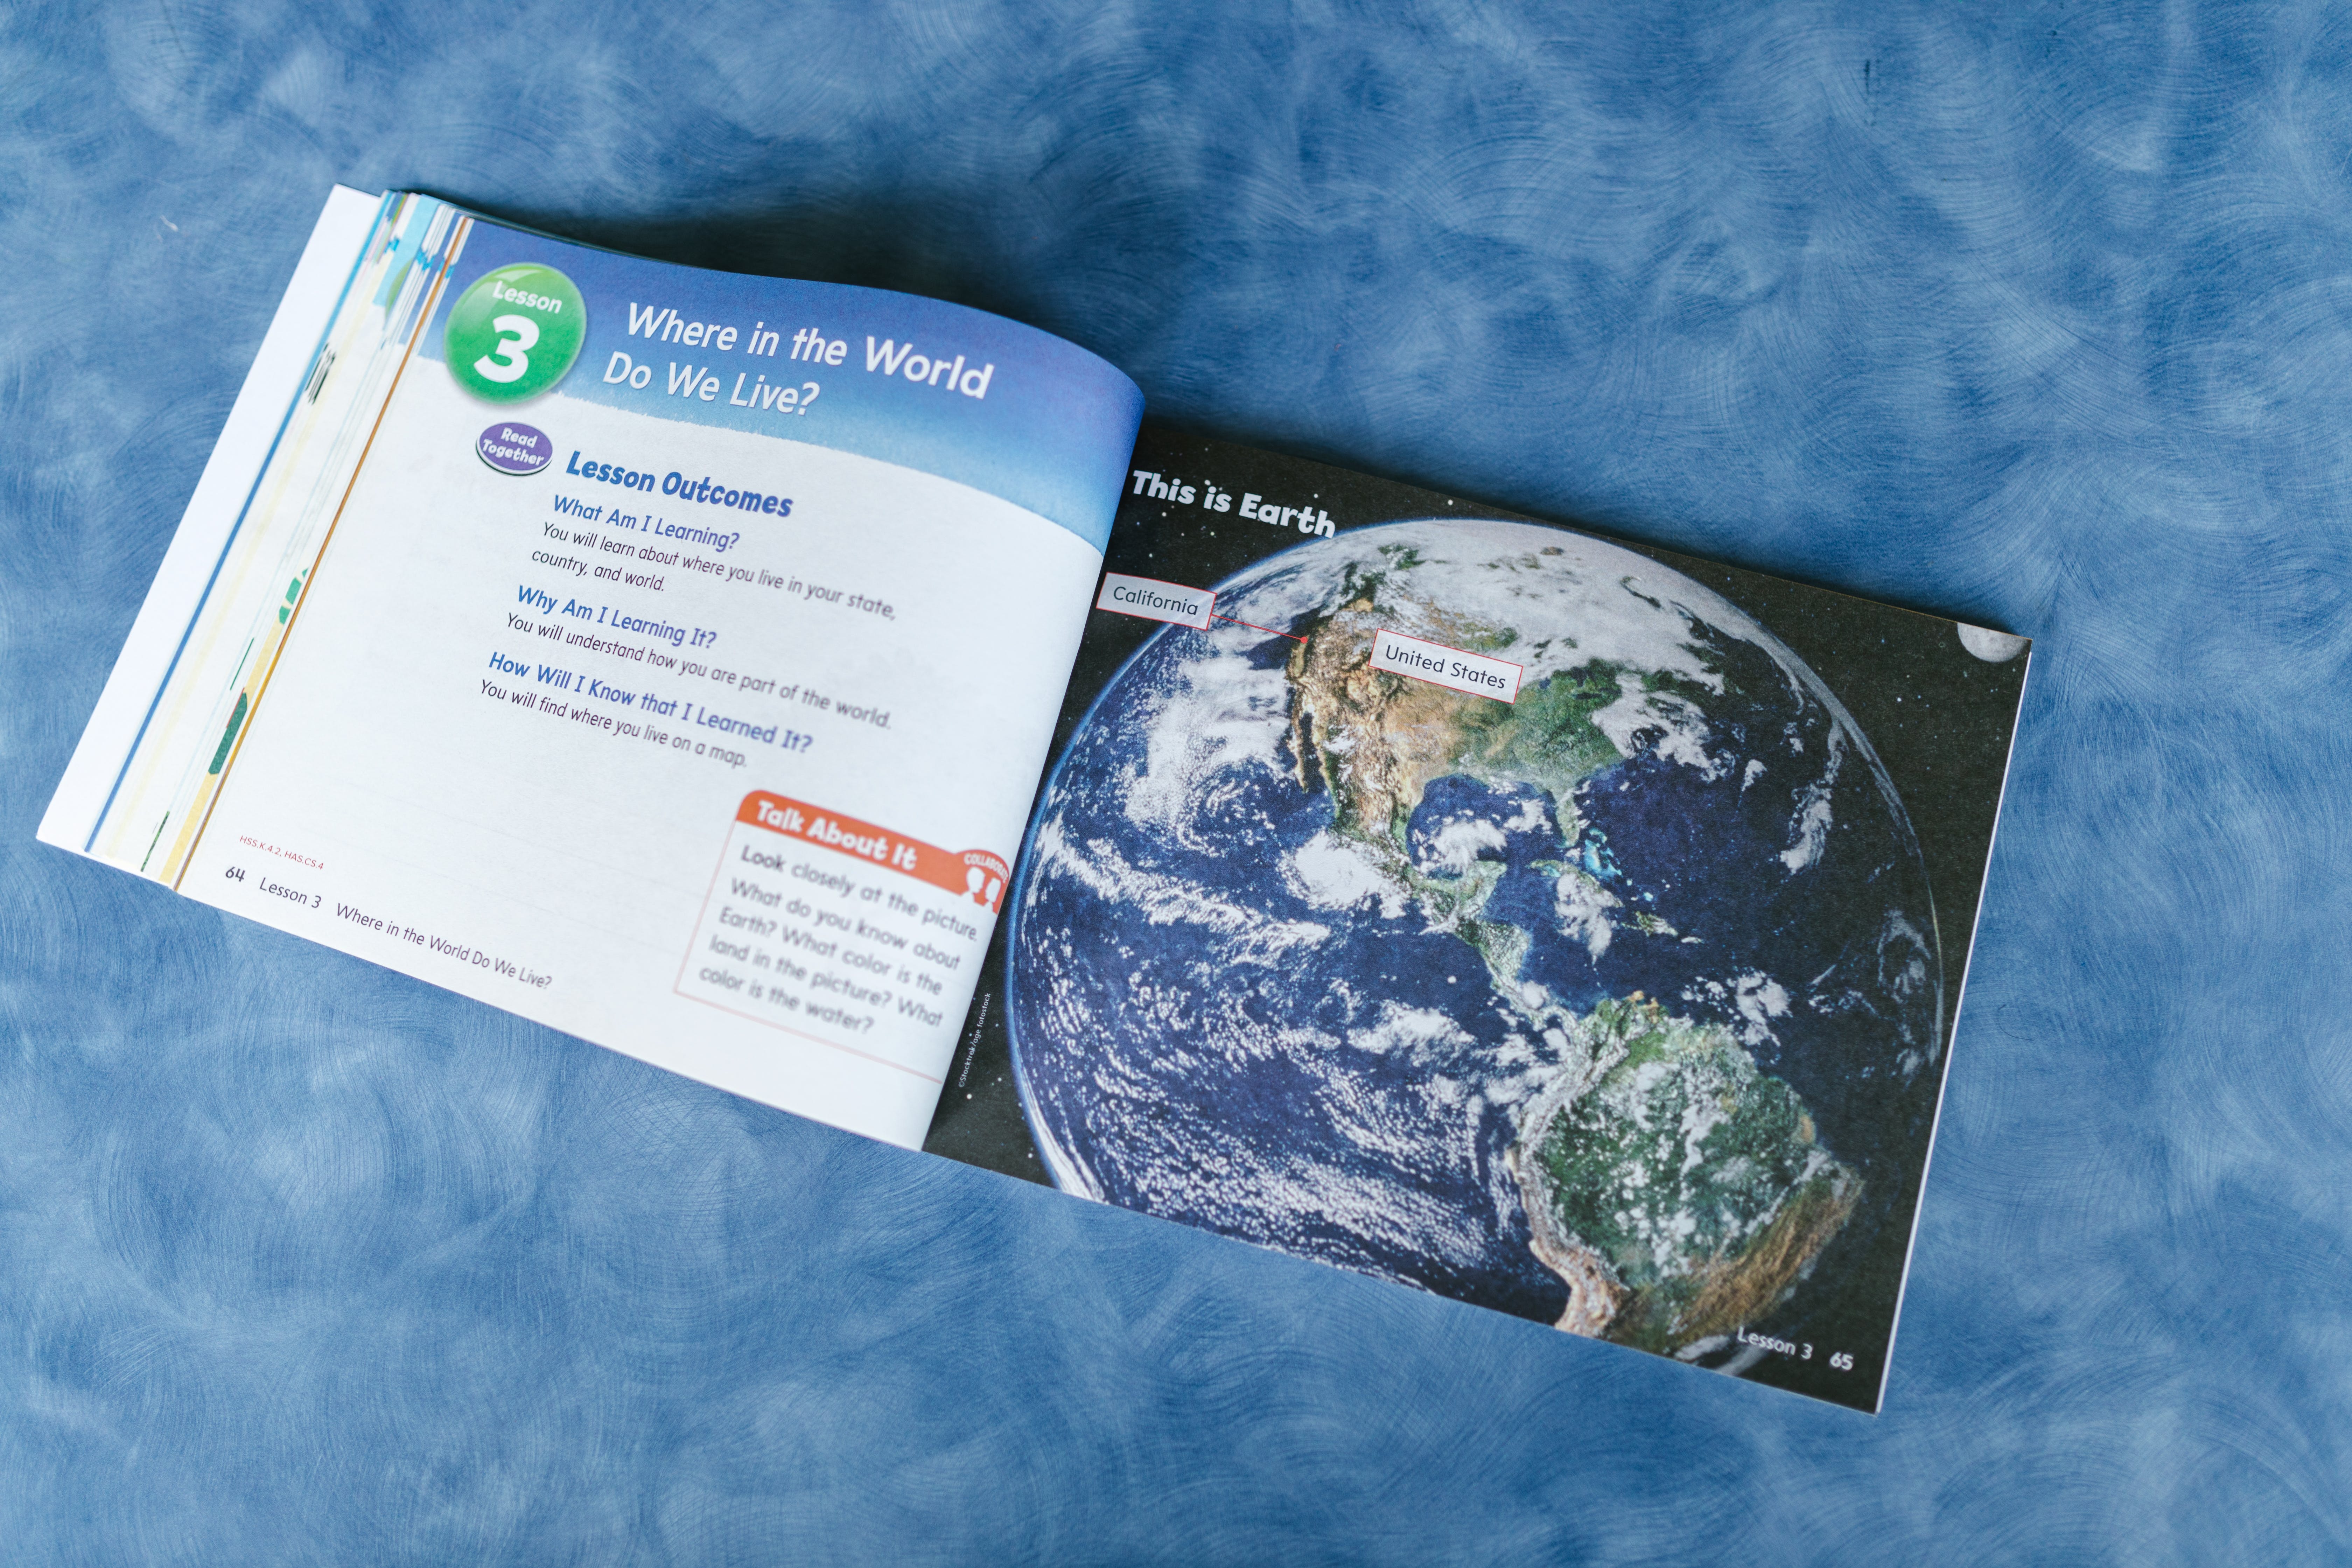 Lesson
3
Where in the World
Do We Live?
Read
Together
Lesson Outcomes
What Am I Learning?
You will learn about where you live in your state,
country, and world.
Why Am I Learning It?
You will understand how you are part of the world.
How Will I Know that I Learned It?
You will find where you live on a map.
Talk About It
Look closely at the picture.
What do you know about
Earth? What color is the
land in the picture? What
color is the water?
HSS.K.4.2, HAS.CS.4
64 Lesson 3 Where in the World Do We Live?
This is Earth
California
United States
©Stocktrek/age fotostock
Lesson 3 65